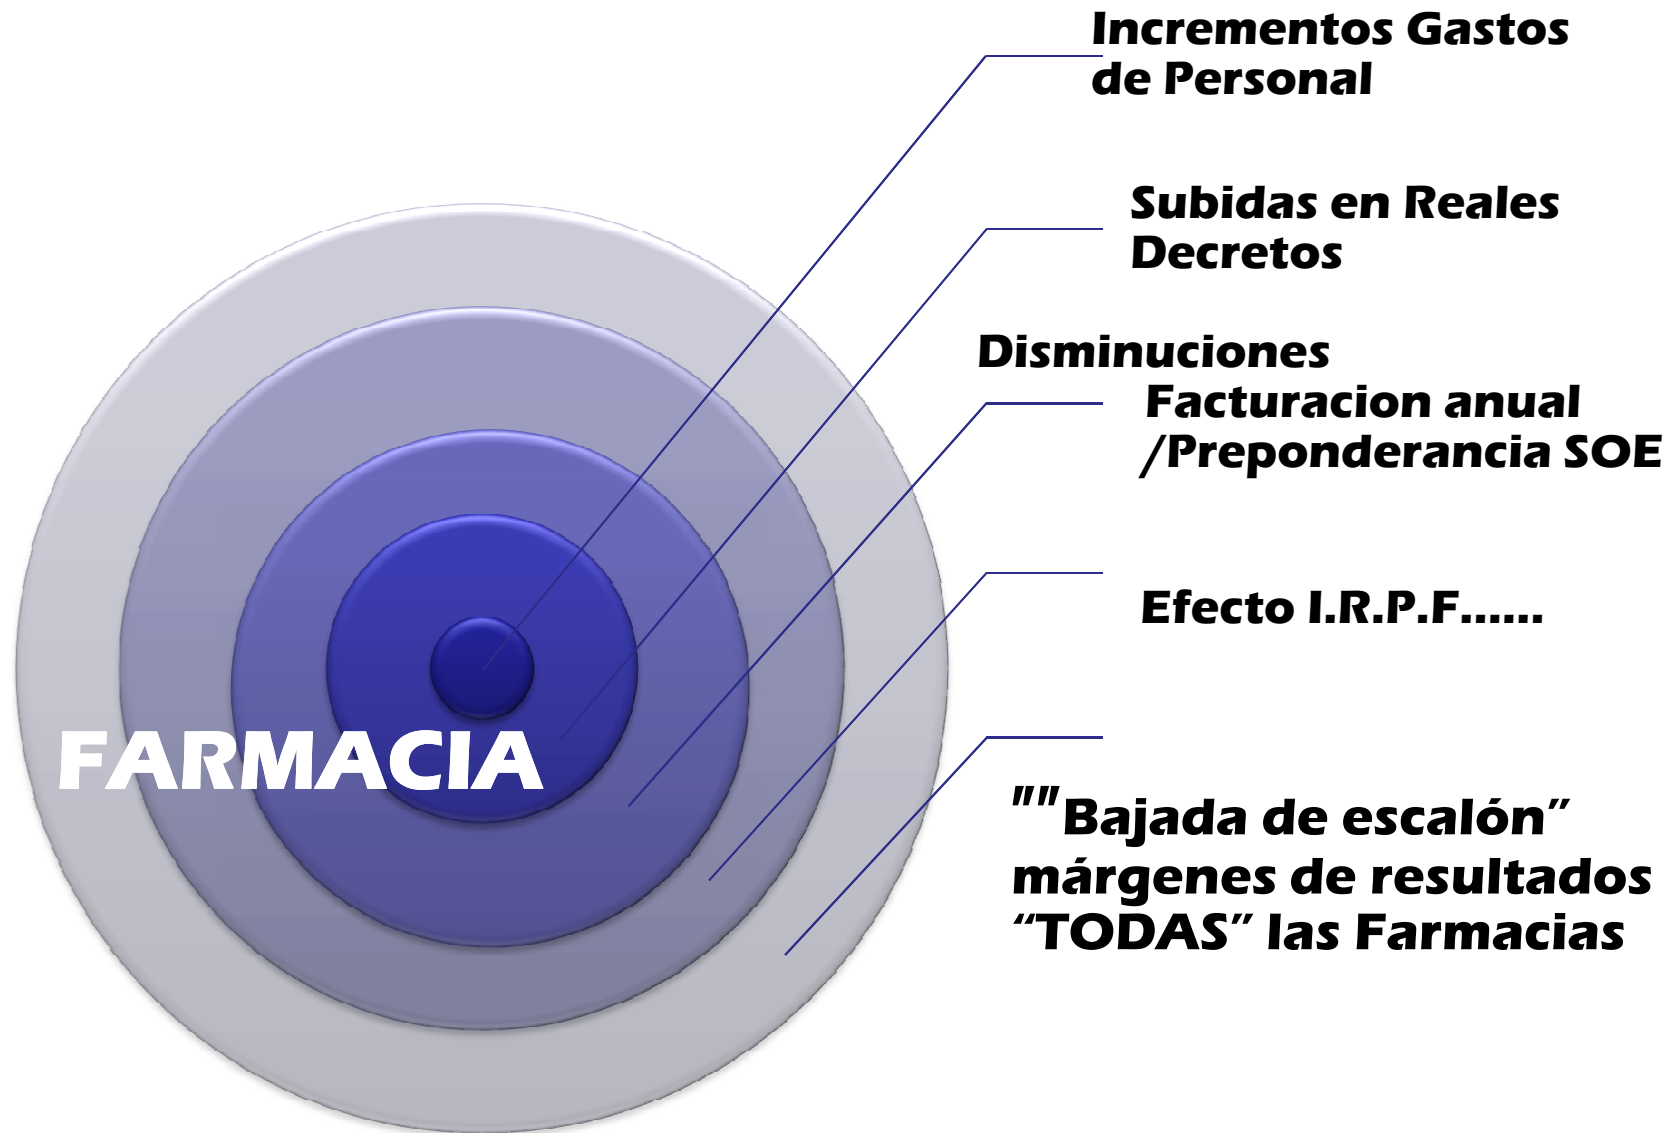 Incrementos Gastos
de Personal
Subidas en Reales
Decretos
Disminuciones
Facturacion anual
/Preponderancia SOE
Efecto I.R.P.F......
FARMACIA
""Bajada de escalón”
márgenes de resultados
“TODAS” las Farmacias